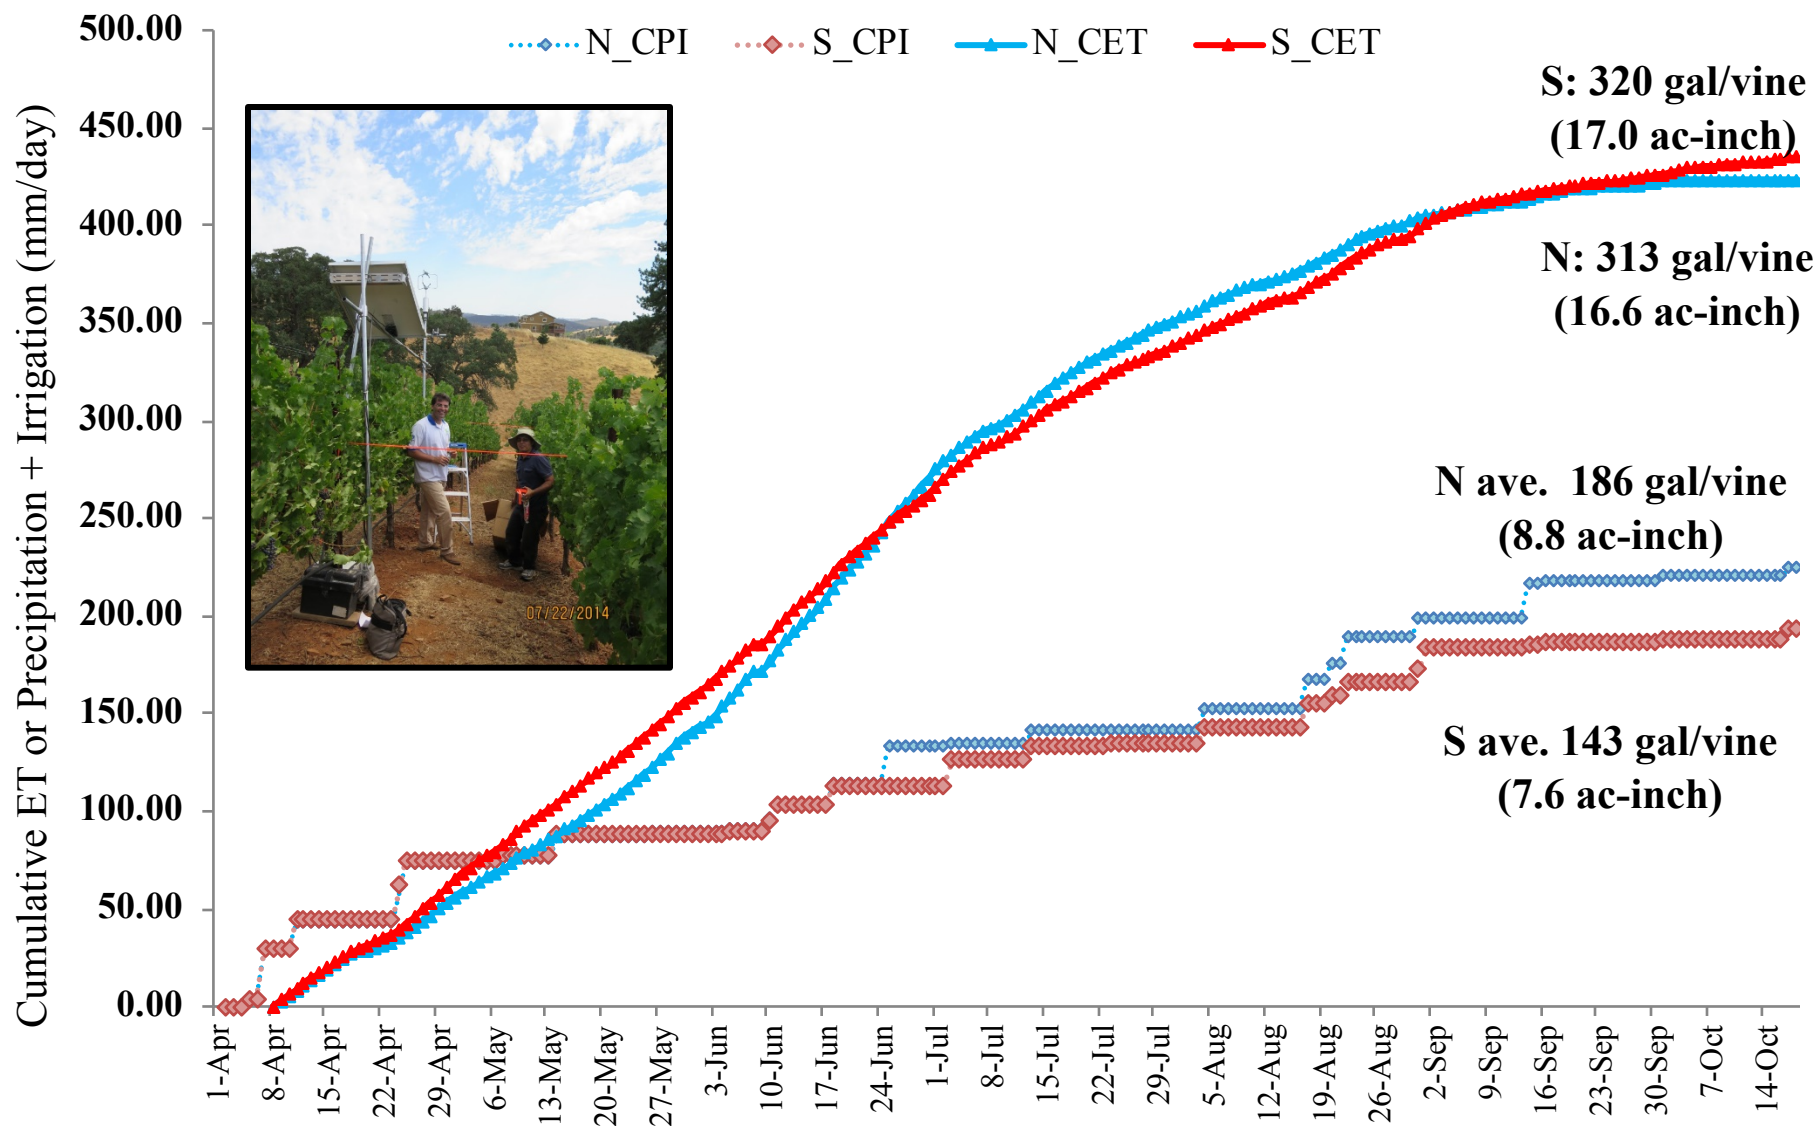 Cumulative ET or Precipitation + Irrigation (mm/day)
500.00
450.00
400.00
350.00
300.00
250.00
200.00
150.00
100.00
50.00
0.00
N_CPI
S_CPI
N_CET
S_CET
S: 320 gal/vine
(17.0 ac-inch)
N: 313 gal/vine
(16.6 ac-inch)
N ave. 186 gal/vine
(8.8 ac-inch)
S ave. 143 gal/vine
(7.6 ac-inch)
07/22/2014
1-Apr
8-Apr
15-Apr
22-Apr
29-Apr
6-May
13-May
20-May
27-May
3-Jun
10-Jun
17-Jun
24-Jun
1-Jul
8-Jul
15-Jul
22-Jul
29-Jul
5-Aug
12-Aug
19-Aug
26-Aug
2-Sep
9-Sep
16-Sep
23-Sep
30-Sep
7-Oct
14-Oct